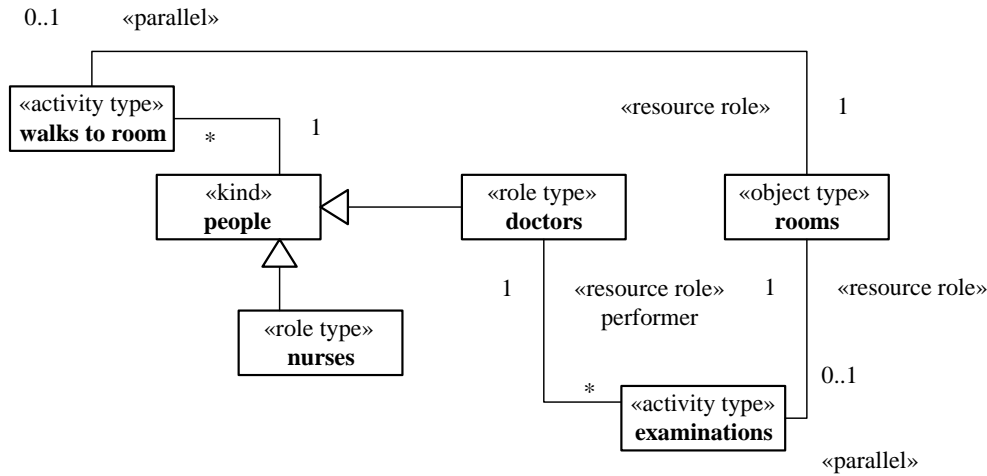 0..1 «parallel»
«activity type»
walks to room
*
1
«resource role» 1
«kind»
people
«role type»
doctors
«object type»
rooms
1
«resource role»
performer
1
«resource role»
«role type»
nurses
*
0..1
«activity type»
examinations
«parallel»